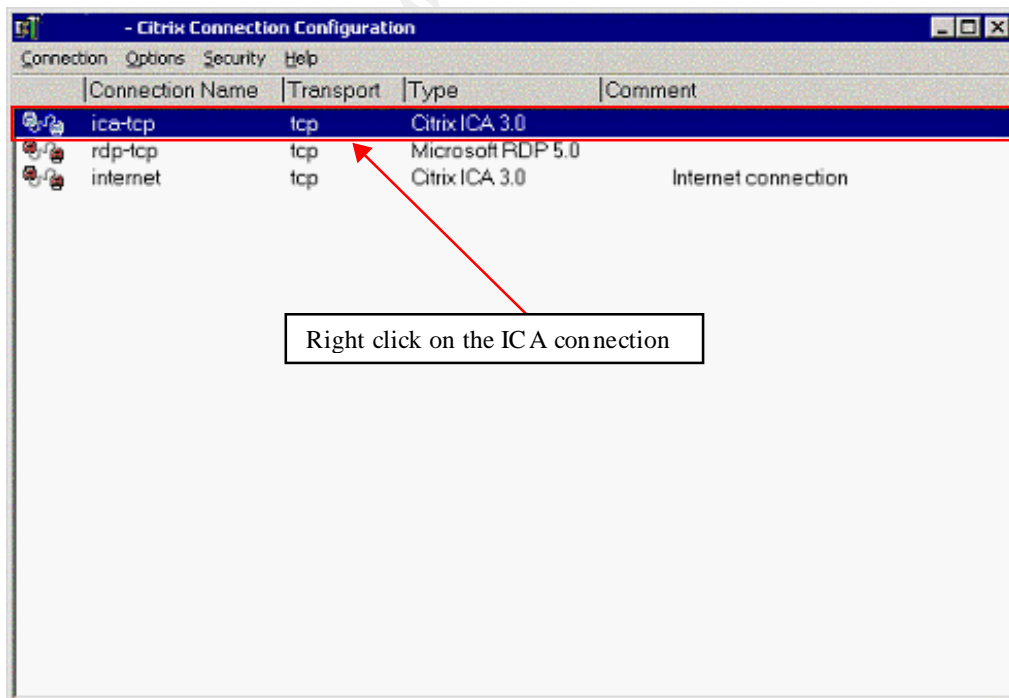 - Citrix Connection Configuration
Connection Options Security Help
Connection Name Transport Type Comment
ica-tcp tcp Citrix ICA 3.0
rdp-tcp tcp Microsoft RDP 5.0
internet tcp Citrix ICA 3.0 Internet connection
Right click on the ICA connection